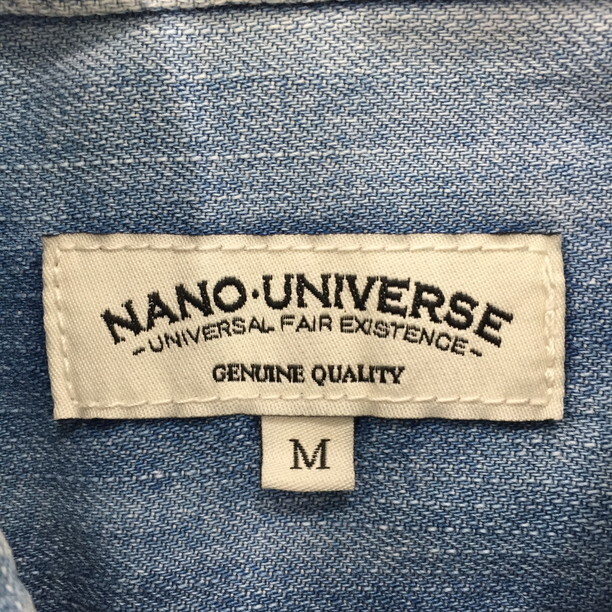 NANO·UNIVERSE
-UNIVERSAL FAIR EXISTENCE-
GENUINE QUALITY
M